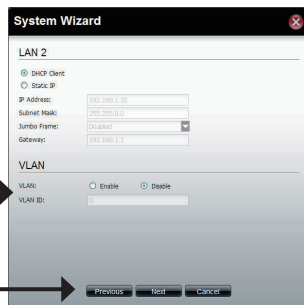 System Wizard
LAN 2
DHCP Client
Static IP
IP Address: 192.168.1.32
Subnet Mask: 255.255.0.0
Jumbo Frame: Disabled
Gateway: 192.168.1.1
VLAN
VLAN: Enable Disable
VLAN ID: 0
Previous Next Cancel